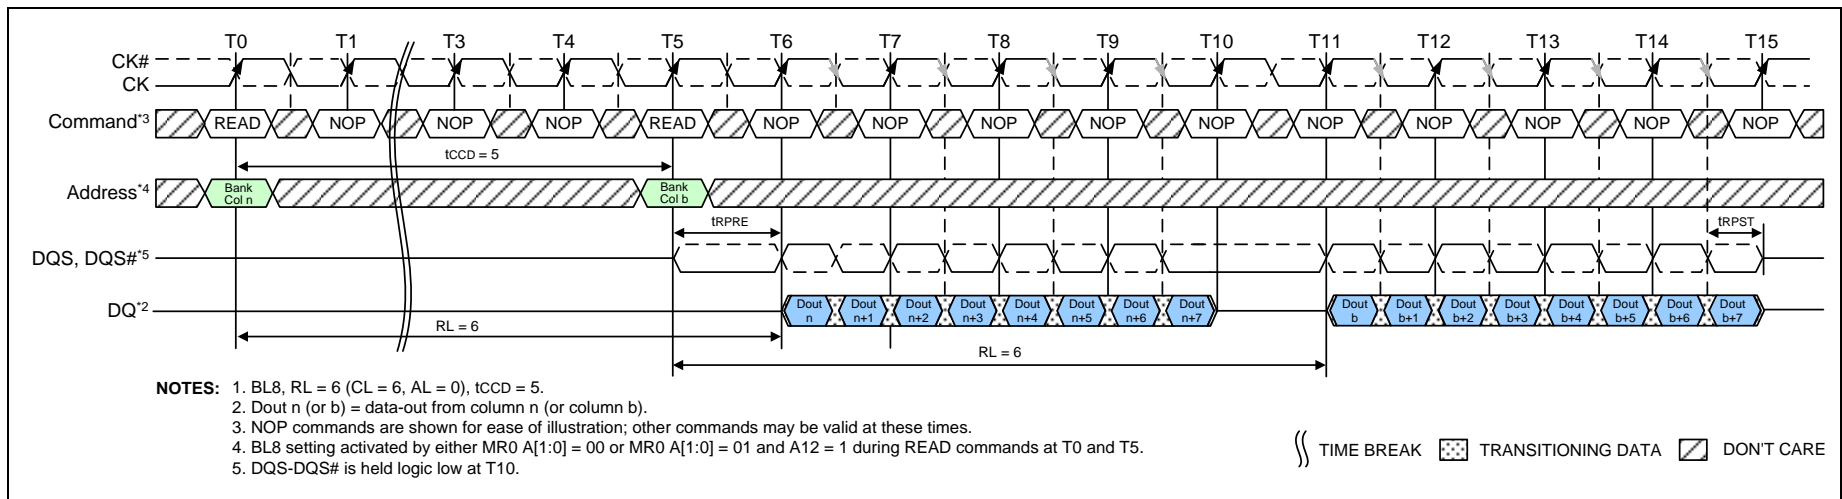 T0 T1 T3 T4 T5 T6 T7 T8 T9 T10 T11 T12 T13 T14 T15
CK#
CK
Command*3 READ NOP NOP NOP READ NOP NOP NOP NOP NOP NOP NOP NOP NOP NOP
tCCD = 5
Address*4 Bank Col n Bank Col b
tRPRE tRPST
DQS, DQS#*5
DQ*2 Dout n Dout n+1 Dout n+2 Dout n+3 Dout n+4 Dout n+5 Dout n+6 Dout n+7 Dout b Dout b+1 Dout b+2 Dout b+3 Dout b+4 Dout b+5 Dout b+6 Dout b+7
RL = 6
RL = 6
NOTES: 1. BL8, RL = 6 (CL = 6, AL = 0), tCCD = 5.
2. Dout n (or b) = data-out from column n (or column b).
3. NOP commands are shown for ease of illustration; other commands may be valid at these times.
4. BL8 setting activated by either MR0 A[1:0] = 00 or MR0 A[1:0] = 01 and A12 = 1 during READ commands at T0 and T5.
5. DQS-DQS# is held logic low at T10.
TIME BREAK TRANSITIONING DATA DON'T CARE